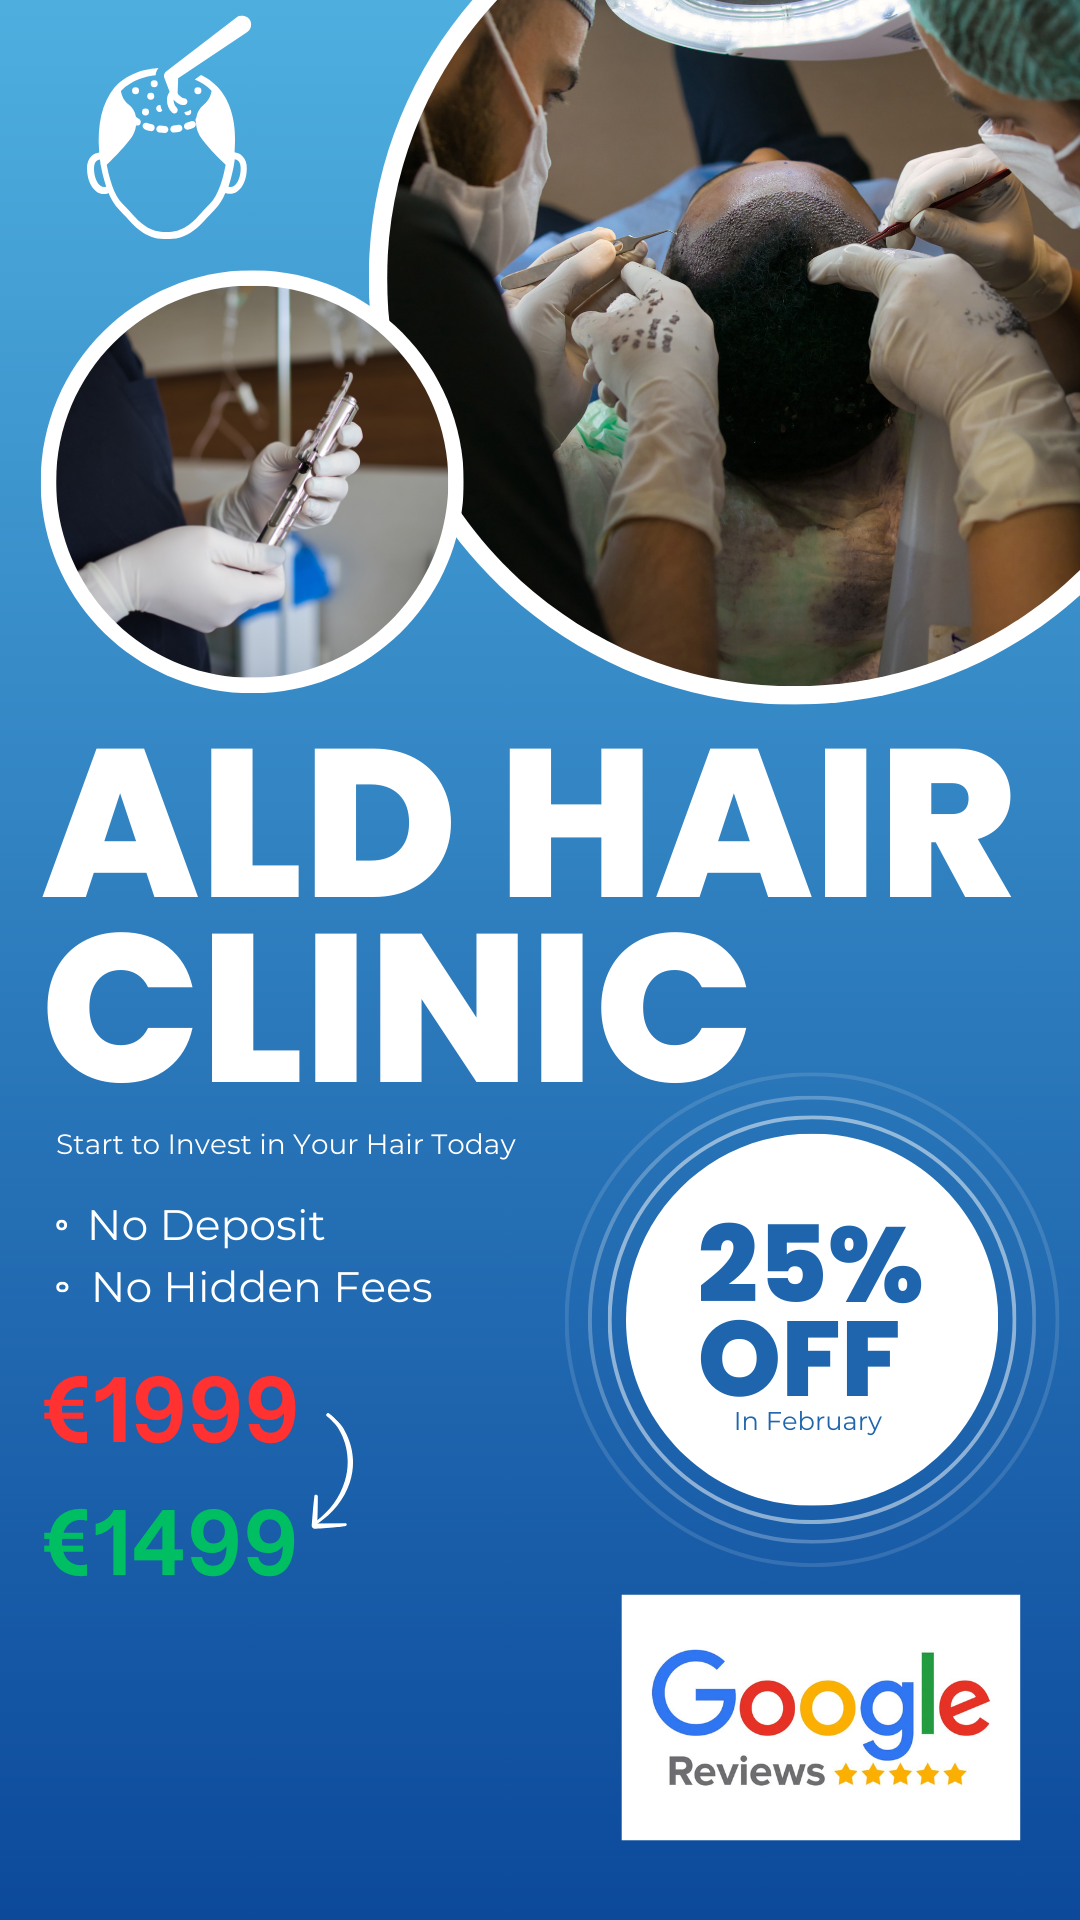 ALD HAIR
CLINIC
Start to Invest in Your Hair Today
No Deposit
No Hidden Fees
€1999
€1499
25%
OFF
In February
Google
Reviews